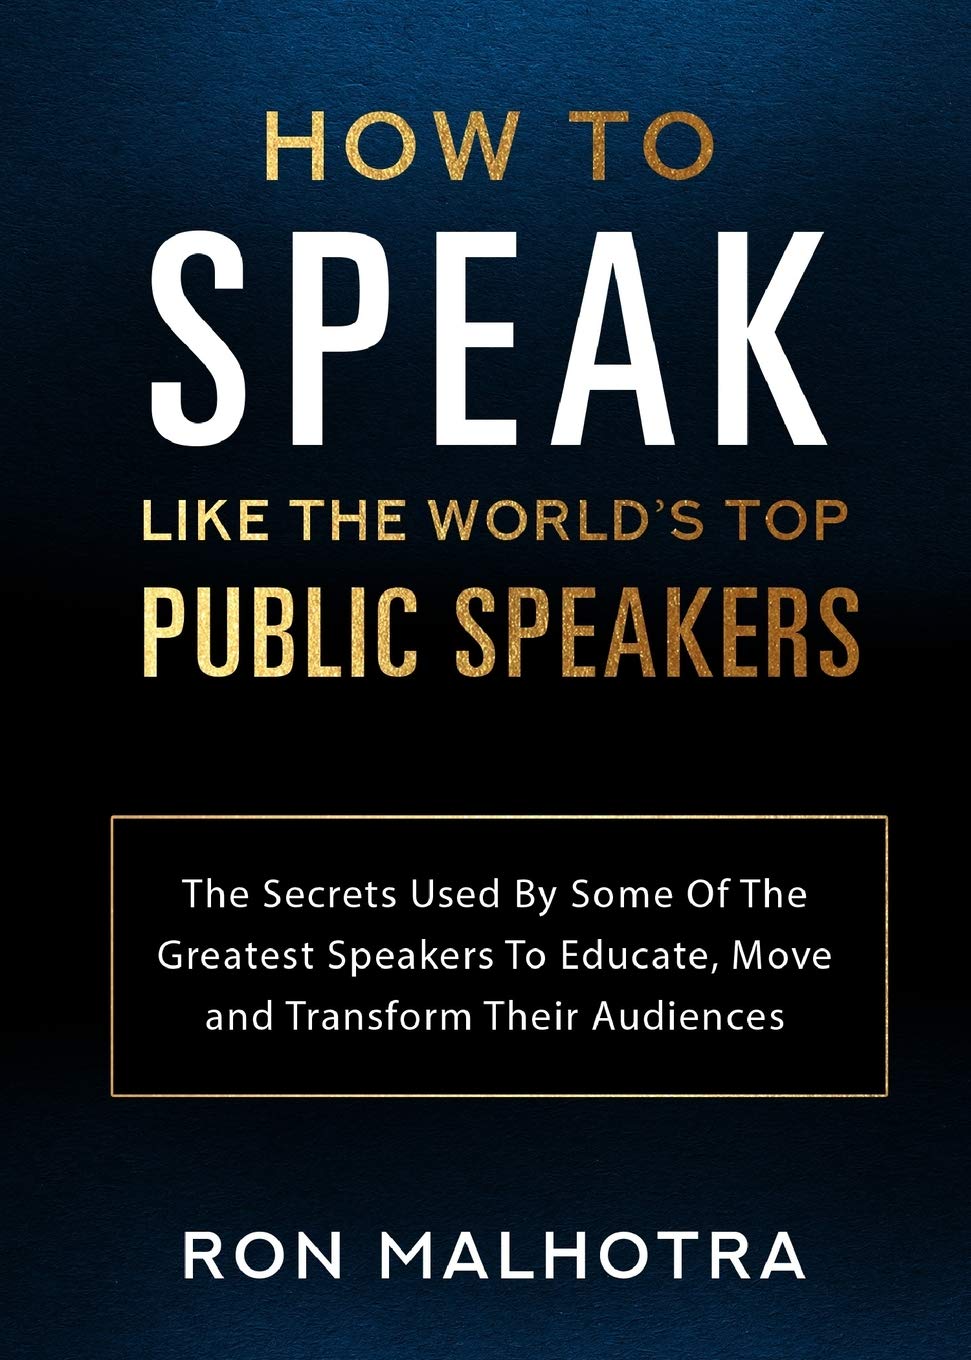 HOW TO
SPEAK
LIKE THE WORLD'S TOP
PUBLIC SPEAKERS
The Secrets Used By Some Of The
Greatest Speakers To Educate, Move
and Transform Their Audiences
RON MALHOTRA